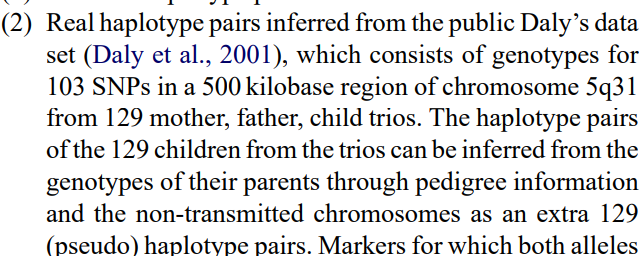 (2) Real haplotype pairs inferred from the public Daly's data
set (Daly et al., 2001), which consists of genotypes for
103 SNPs in a 500 kilobase region of chromosome 5q31
from 129 mother, father, child trios. The haplotype pairs
of the 129 children from the trios can be inferred from the
genotypes of their parents through pedigree information
and the non-transmitted chromosomes as an extra 129
(pseudo) haplotype pairs. Markers for which both alleles